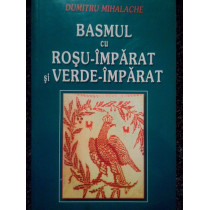 DUMITRU MIHALACHE
BASMUL
cu
ROȘU-ÎMPĂRAT
și VERDE-ÎMPĂRAT